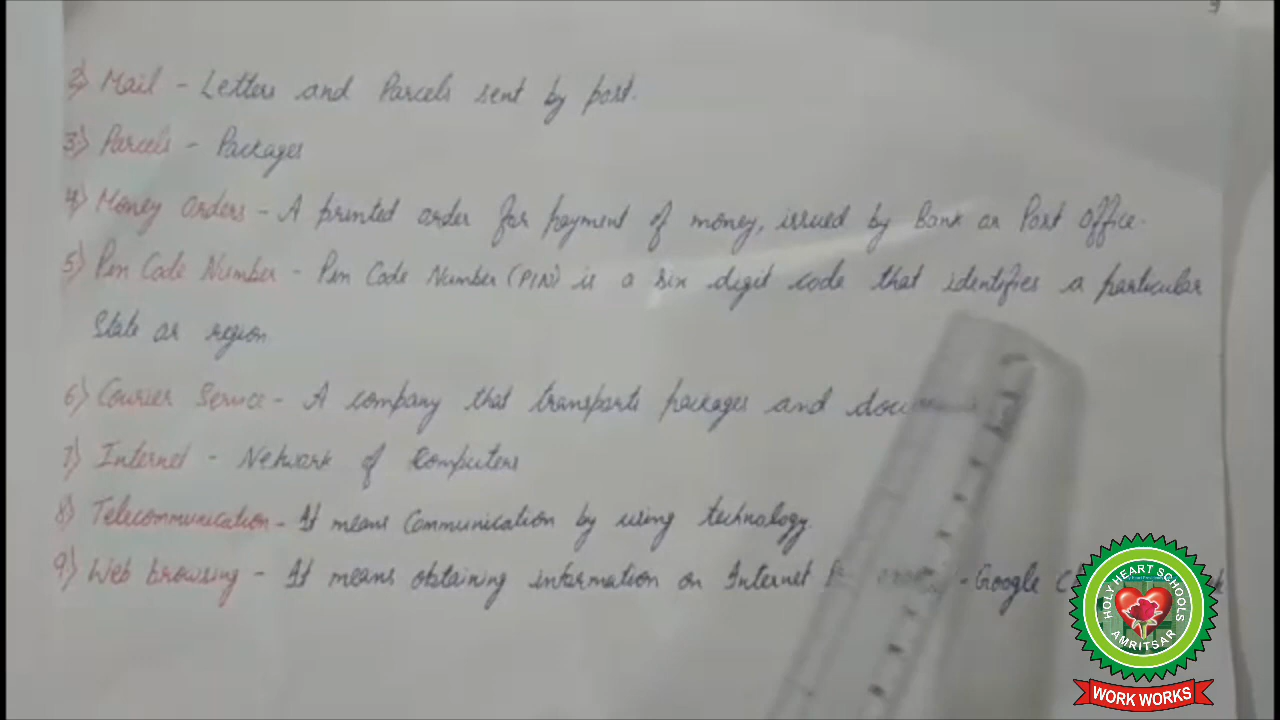 2) Mail - Letters and Parcels sent by post.
3) Parcels - Packages
4) Money Orders - A printed order for payment of money, issued by Bank or Post Office.
5) Pin Code Number - Pin Code Number (PIN) is a six digit code that identifies a particular
State or region
6) Courier Service - A company that transports packages and
7) Internet - Network of Computers
8) Telecommunication - It means Communication by using technology.
9) Web browsing - It means obtaining information on Internet - Google
HOLY HEART SCHOOLS
AMRITSAR
WORK WORKS